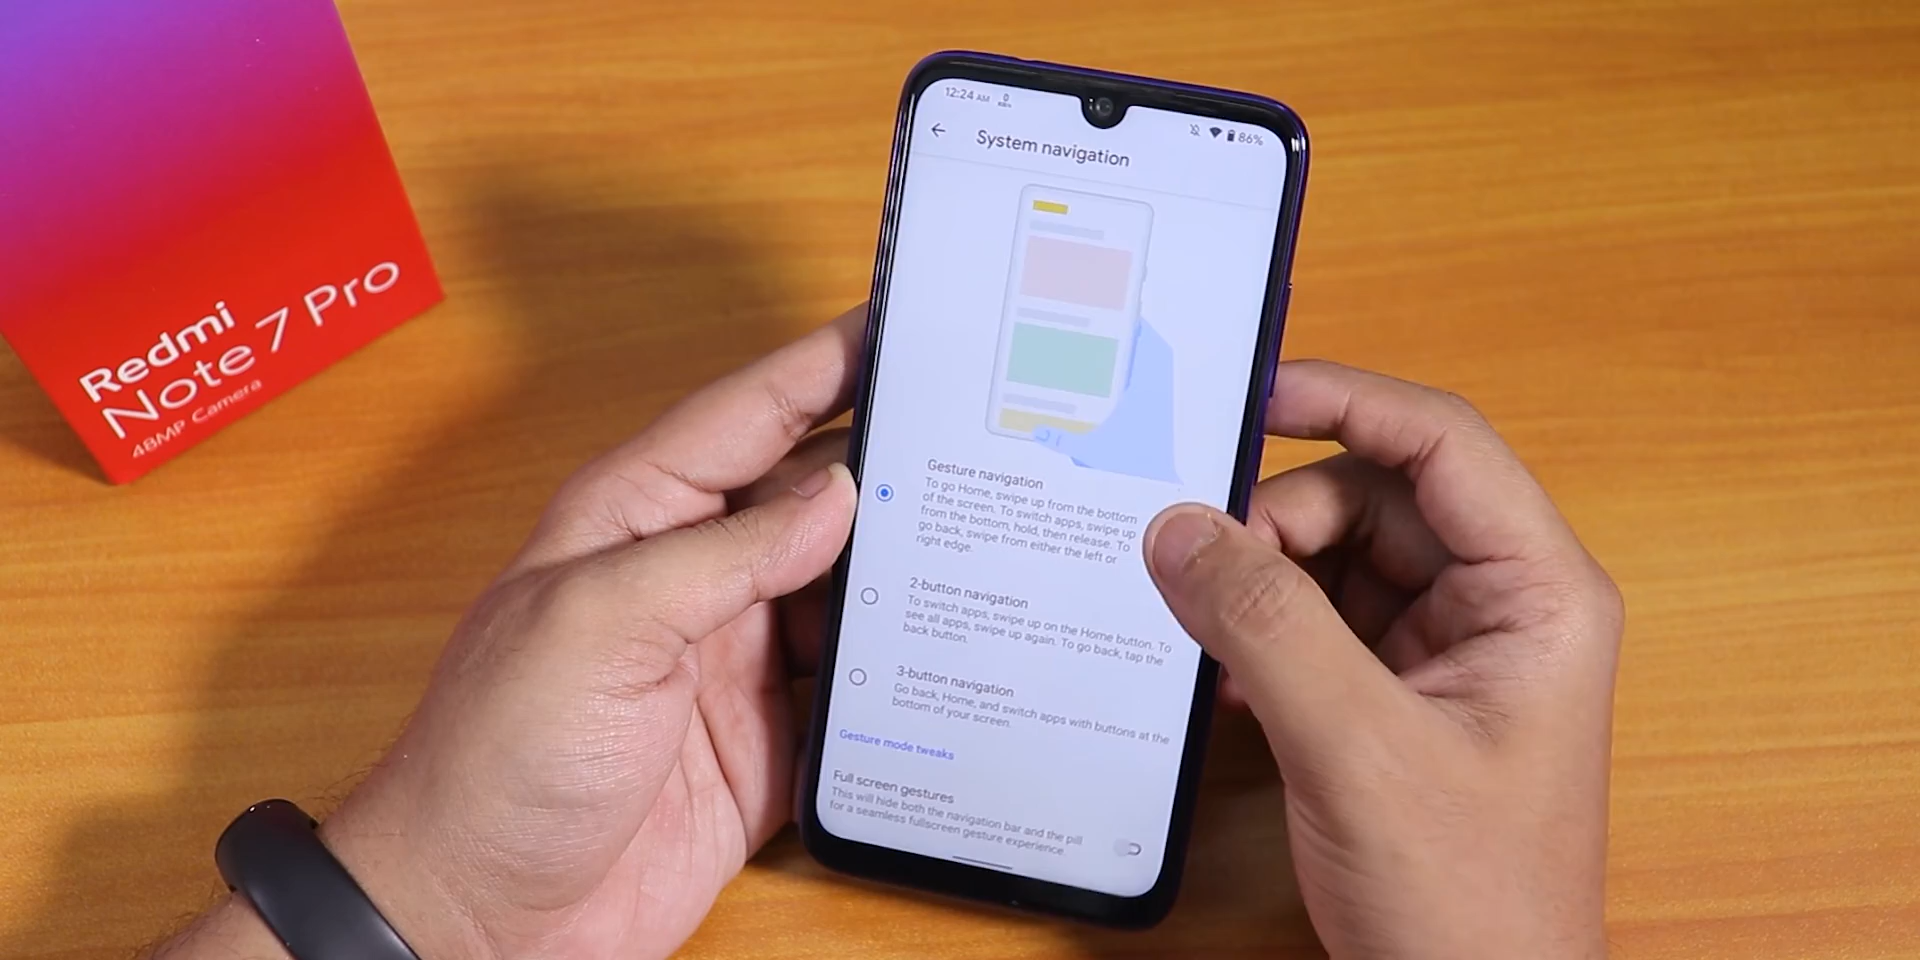 Redmi
Note 7 Pro
48MP Camera
12:24 AM
86%
System navigation
Gesture navigation
To go Home, swipe up from the bottom
of the screen. To switch apps, swipe up
from the bottom, hold, then release. To
go back, swipe from either the left or
right edge.
2-button navigation
To switch apps, swipe up on the Home button. To
see all apps, swipe up again. To go back, tap the
back button.
3-button navigation
Go back, Home, and switch apps with buttons at the
bottom of your screen.
Gesture mode tweaks
Full screen gestures
This will hide both the navigation bar and the pill
for a seamless fullscreen gesture experience.